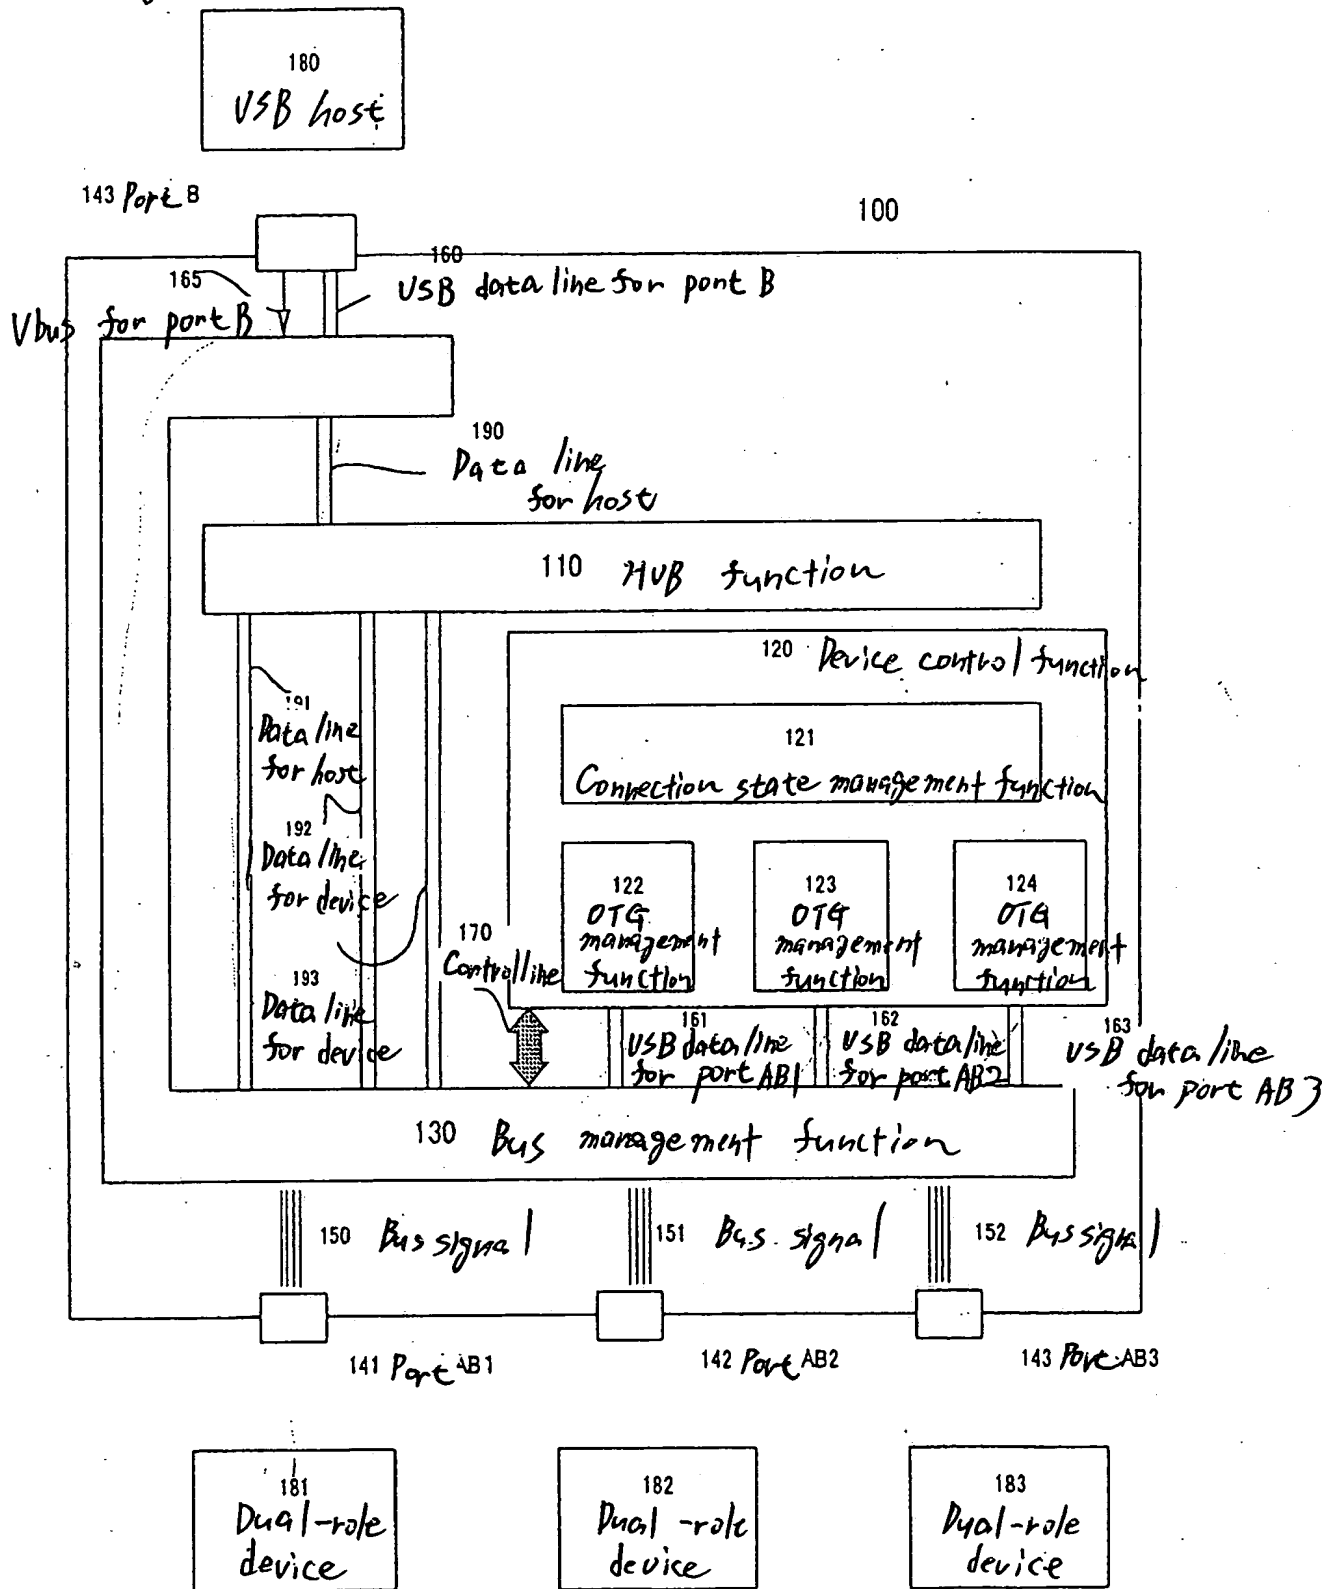 180
USB host
143 Port B
100
160
USB data line for port B
165
Vbus for port B
190
Data line
for host
110 HUB function
120 Device control function
191
Data line
for host
121
Connection state management function
192
Data line
for device
122
OTG
management
function
123
OTG
management
function
124
OTG
management
function
170
Control line
193
Data line
for device
161
USB data line
for port AB1
162
USB data line
for port AB2
163
USB data line
for port AB3
130 Bus management function
150 Bus signal
151 Bus signal
152 Bus signal
141 Port AB1
142 Port AB2
143 Port AB3
181
Dual-role
device
182
Dual-role
device
183
Dual-role
device